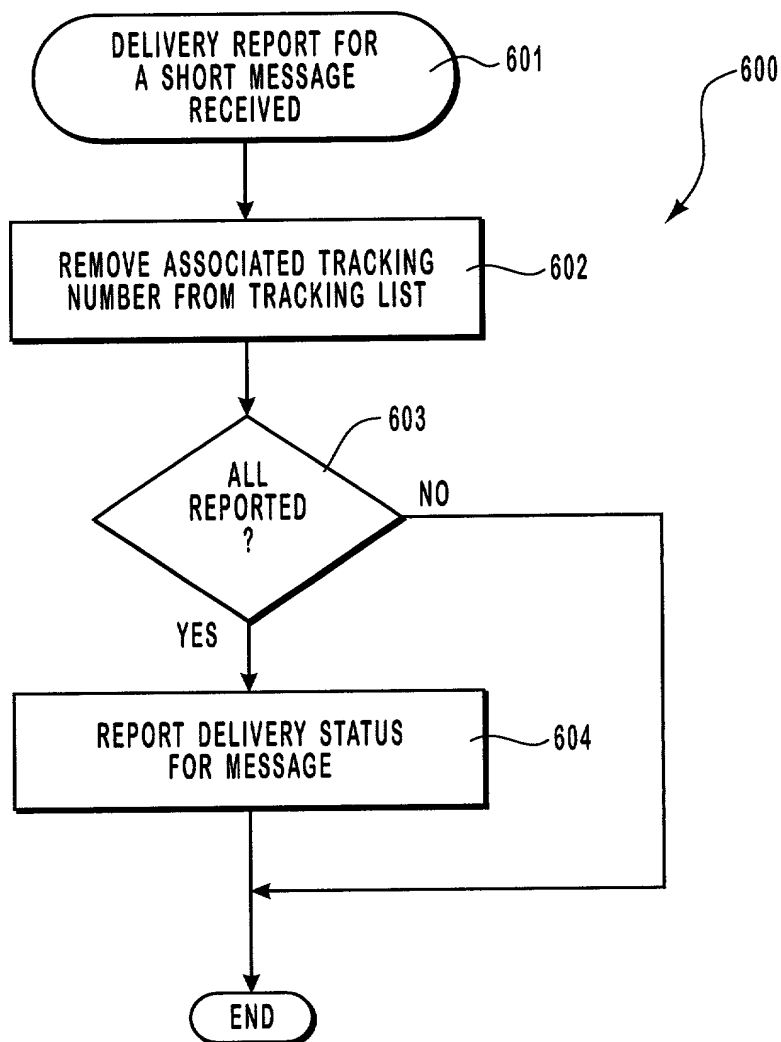 DELIVERY REPORT FOR
A SHORT MESSAGE
RECEIVED
601
600
REMOVE ASSOCIATED TRACKING
NUMBER FROM TRACKING LIST
602
603
ALL
REPORTED
?
NO
YES
REPORT DELIVERY STATUS
FOR MESSAGE
604
END